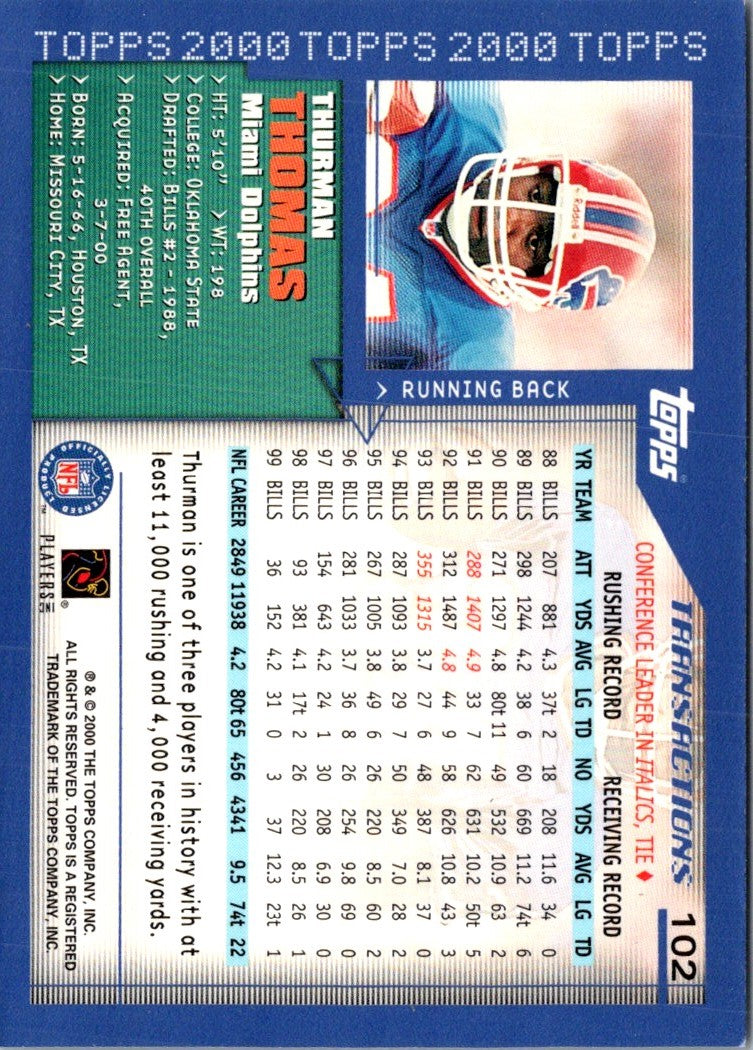 TOPPS 2000 TOPPS 2000 TOPPS
topps
TRANSACTIONS 102
CONFERENCE LEADER IN ITALICS, TIE ♦
Riddell
> RUNNING BACK
THURMAN
THOMAS
Miami Dolphins
> HT: 5'10" > WT: 198
> COLLEGE: OKLAHOMA STATE
> DRAFTED: BILLS #2 - 1988,
40TH OVERALL
> ACQUIRED: FREE AGENT,
3-7-00
> BORN: 5-16-66, HOUSTON, TX
> HOME: MISSOURI CITY, TX
RUSHING RECORD RECEIVING RECORD
YR TEAM ATT YDS AVG LG TD NO YDS AVG LG TD
88 BILLS 207 881 4.3 37t 2 18 208 11.6 34 0
89 BILLS 298 1244 4.2 38 6 60 669 11.2 74t 6
90 BILLS 271 1297 4.8 80t 11 49 532 10.9 63 2
91 BILLS 288 1407 4.9 33 7 62 631 10.2 50t 5
92 BILLS 312 1487 4.8 44 9 58 626 10.8 43 3
93 BILLS 355 1315 3.7 27 6 48 387 8.1 37 0
94 BILLS 287 1093 3.8 29 7 50 349 7.0 28 2
95 BILLS 267 1005 3.8 49 6 26 220 8.5 60 2
96 BILLS 281 1033 3.7 36 8 26 254 9.8 69 0
97 BILLS 154 643 4.2 24 1 30 208 6.9 30 0
98 BILLS 93 381 4.1 17t 2 26 220 8.5 26 1
99 BILLS 36 152 4.2 31 0 3 37 12.3 23t 1
NFL CAREER 2849 11938 4.2 80t 65 456 4341 9.5 74t 22
Thurman is one of three players in history with at
least 11,000 rushing and 4,000 receiving yards.
OFFICIALLY LICENSED PRODUCT
NFL
™
PLAYERS INC
®
® & © 2000 THE TOPPS COMPANY, INC.
ALL RIGHTS RESERVED. TOPPS IS A REGISTERED
TRADEMARK OF THE TOPPS COMPANY, INC.